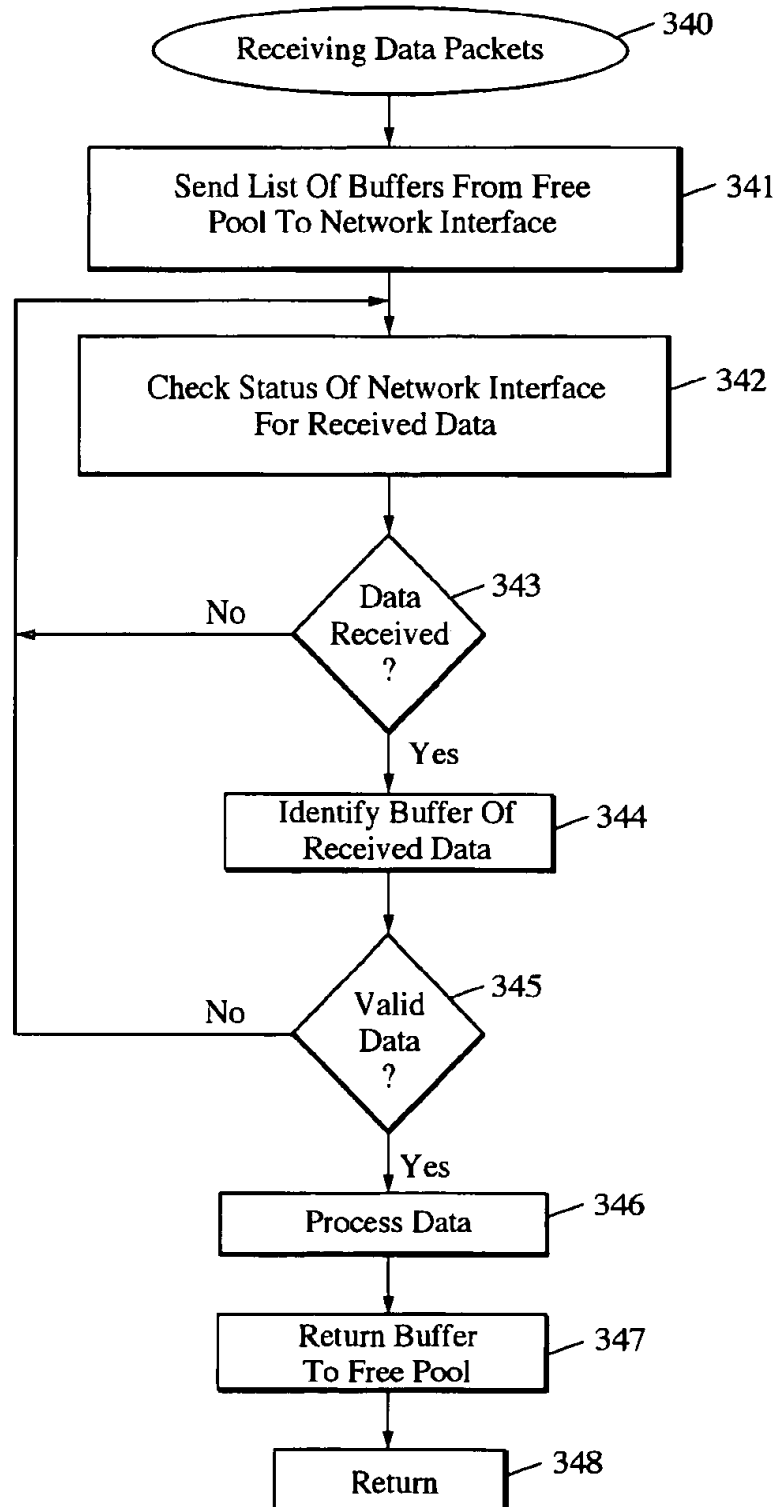 Receiving Data Packets
340
Send List Of Buffers From Free
Pool To Network Interface
341
Check Status Of Network Interface
For Received Data
342
Data
Received
?
343
No
Yes
Identify Buffer Of
Received Data
344
Valid
Data
?
345
No
Yes
Process Data
346
Return Buffer
To Free Pool
347
Return
348